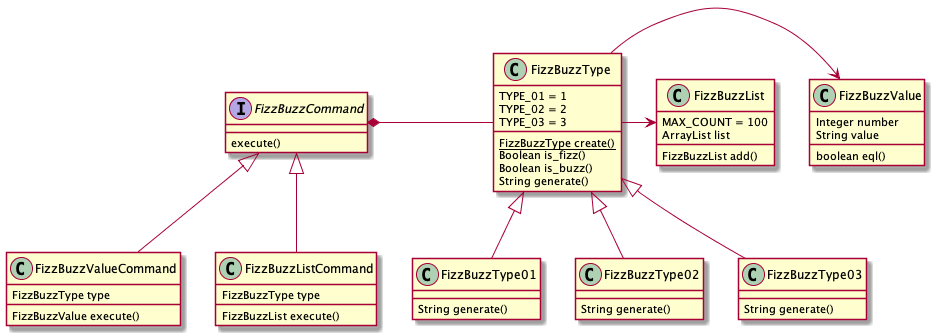 C FizzBuzzType
TYPE_01 = 1
TYPE_02 = 2
TYPE_03 = 3
FizzBuzzType create()
Boolean is_fizz()
Boolean is_buzz()
String generate()
C FizzBuzzList
MAX_COUNT = 100
ArrayList list
FizzBuzzList add()
C FizzBuzzValue
Integer number
String value
boolean eql()
I FizzBuzzCommand
execute()
C FizzBuzzValueCommand
FizzBuzzType type
FizzBuzzValue execute()
C FizzBuzzListCommand
FizzBuzzType type
FizzBuzzList execute()
C FizzBuzzType01
String generate()
C FizzBuzzType02
String generate()
C FizzBuzzType03
String generate()